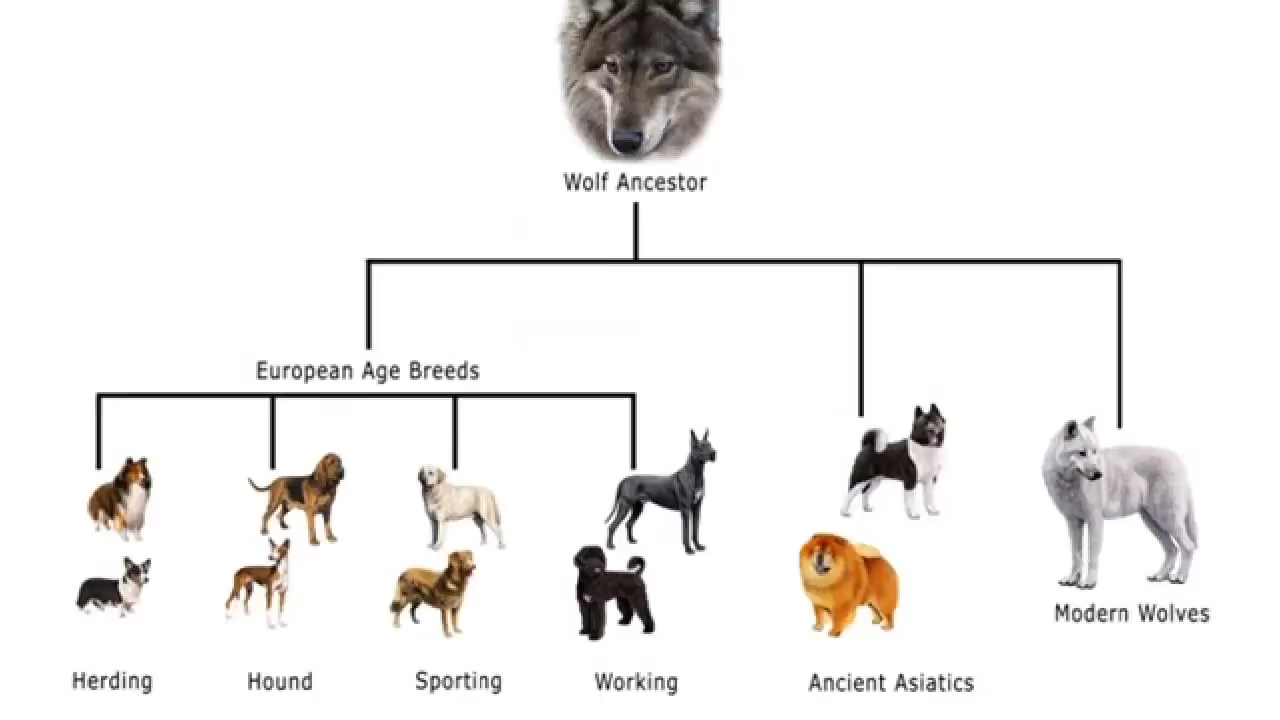 Wolf Ancestor
European Age Breeds
Modern Wolves
Herding
Hound
Sporting
Working
Ancient Asiatics